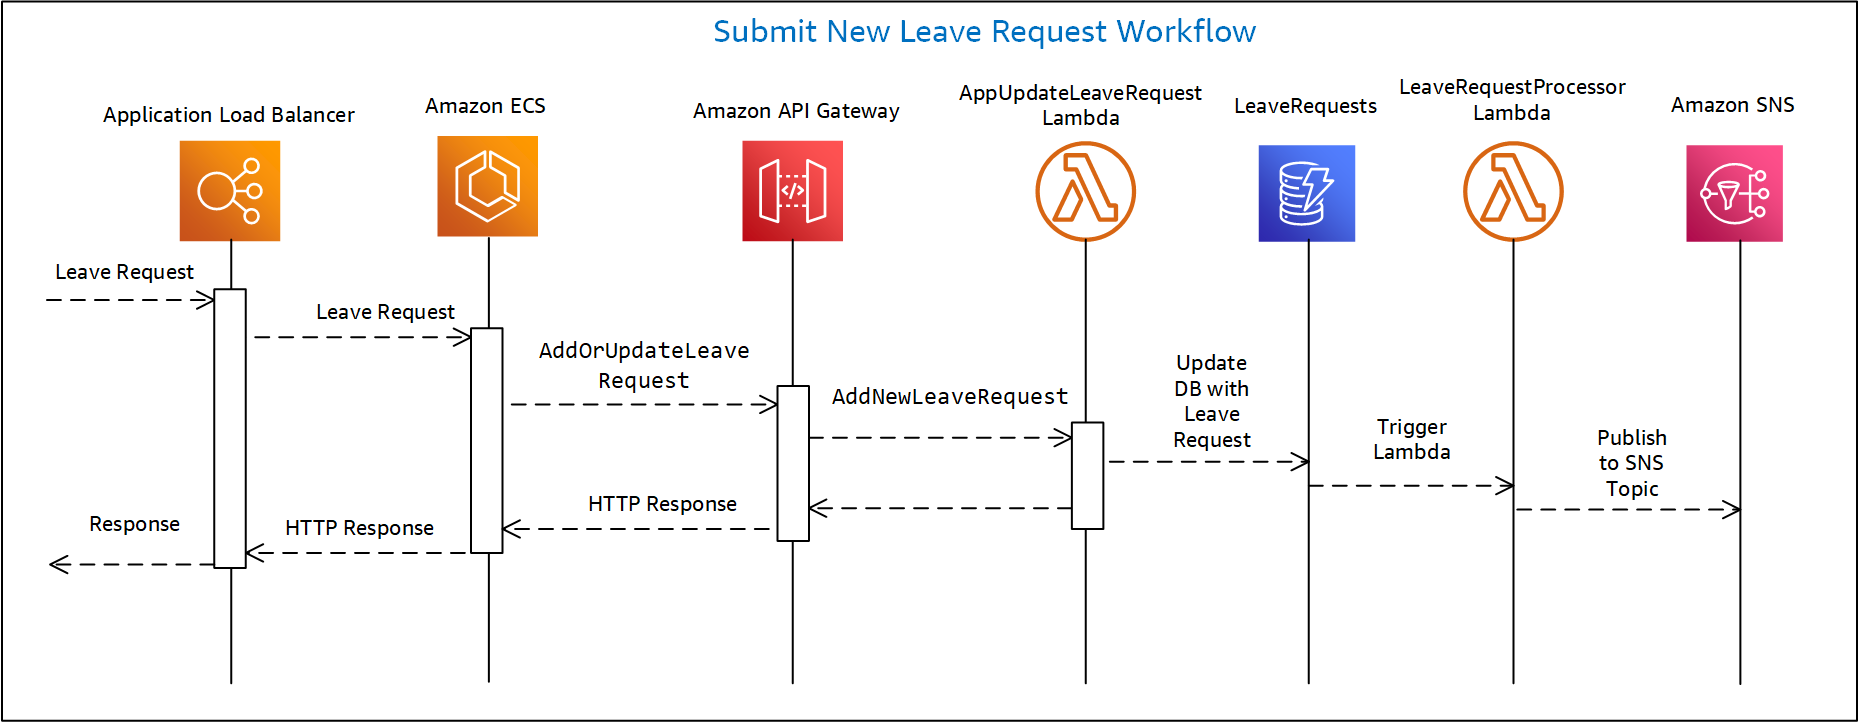 Submit New Leave Request Workflow
Application Load Balancer
Amazon ECS
Amazon API Gateway
AppUpdateLeaveRequest
Lambda
LeaveRequests
LeaveRequestProcessor
Lambda
Amazon SNS
</>
Leave Request
Leave Request
AddOrUpdateLeave
Request
AddNewLeaveRequest
Update
DB with
Leave
Request
Trigger
Lambda
Publish
to SNS
Topic
HTTP Response
HTTP Response
Response